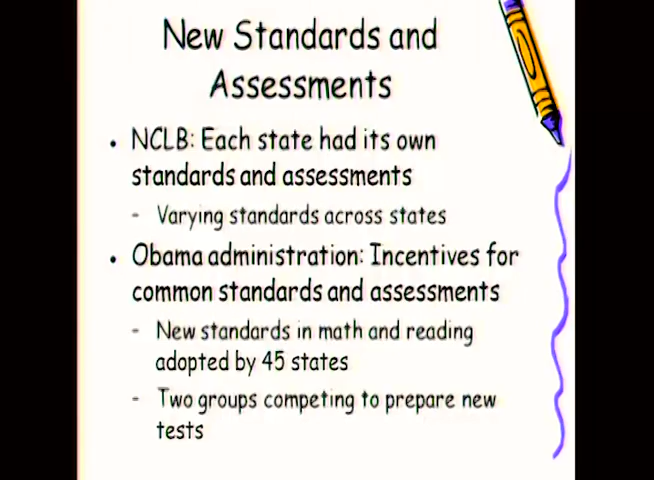 New Standards and
Assessments
• NCLB: Each state had its own
standards and assessments
- Varying standards across states
• Obama administration: Incentives for
common standards and assessments
- New standards in math and reading
adopted by 45 states
- Two groups competing to prepare new
tests